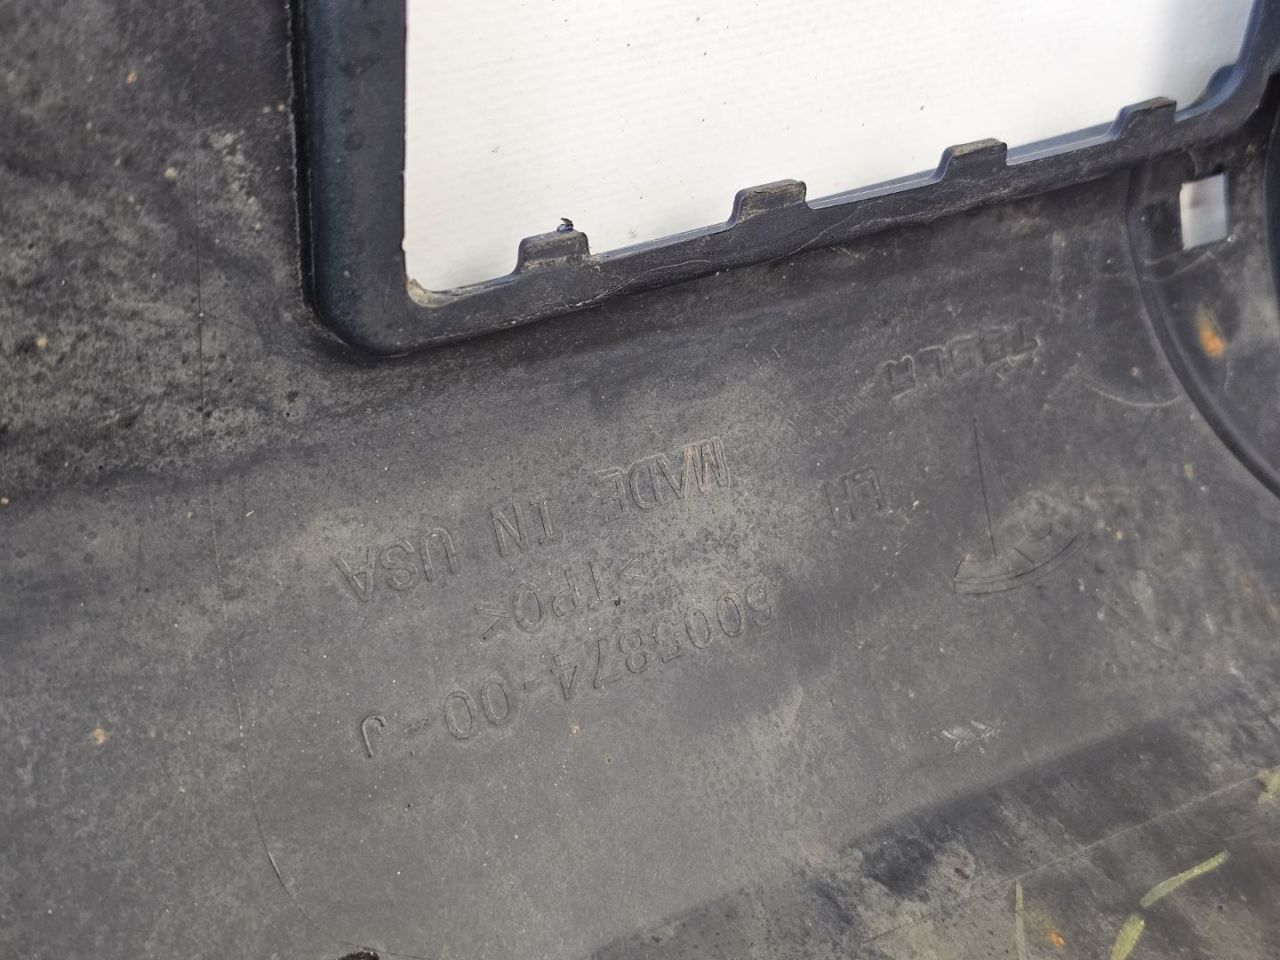 TESLA
LH
MADE IN USA
>TPO<
6005874-00-J